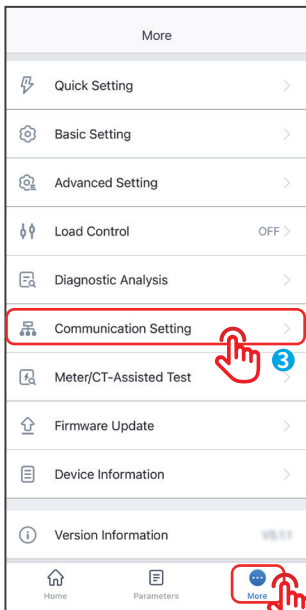 More
Quick Setting
Basic Setting
Advanced Setting
Load Control OFF
Diagnostic Analysis
Communication Setting
3
Meter/CT-Assisted Test
Firmware Update
Device Information
Version Information
Home Parameters More